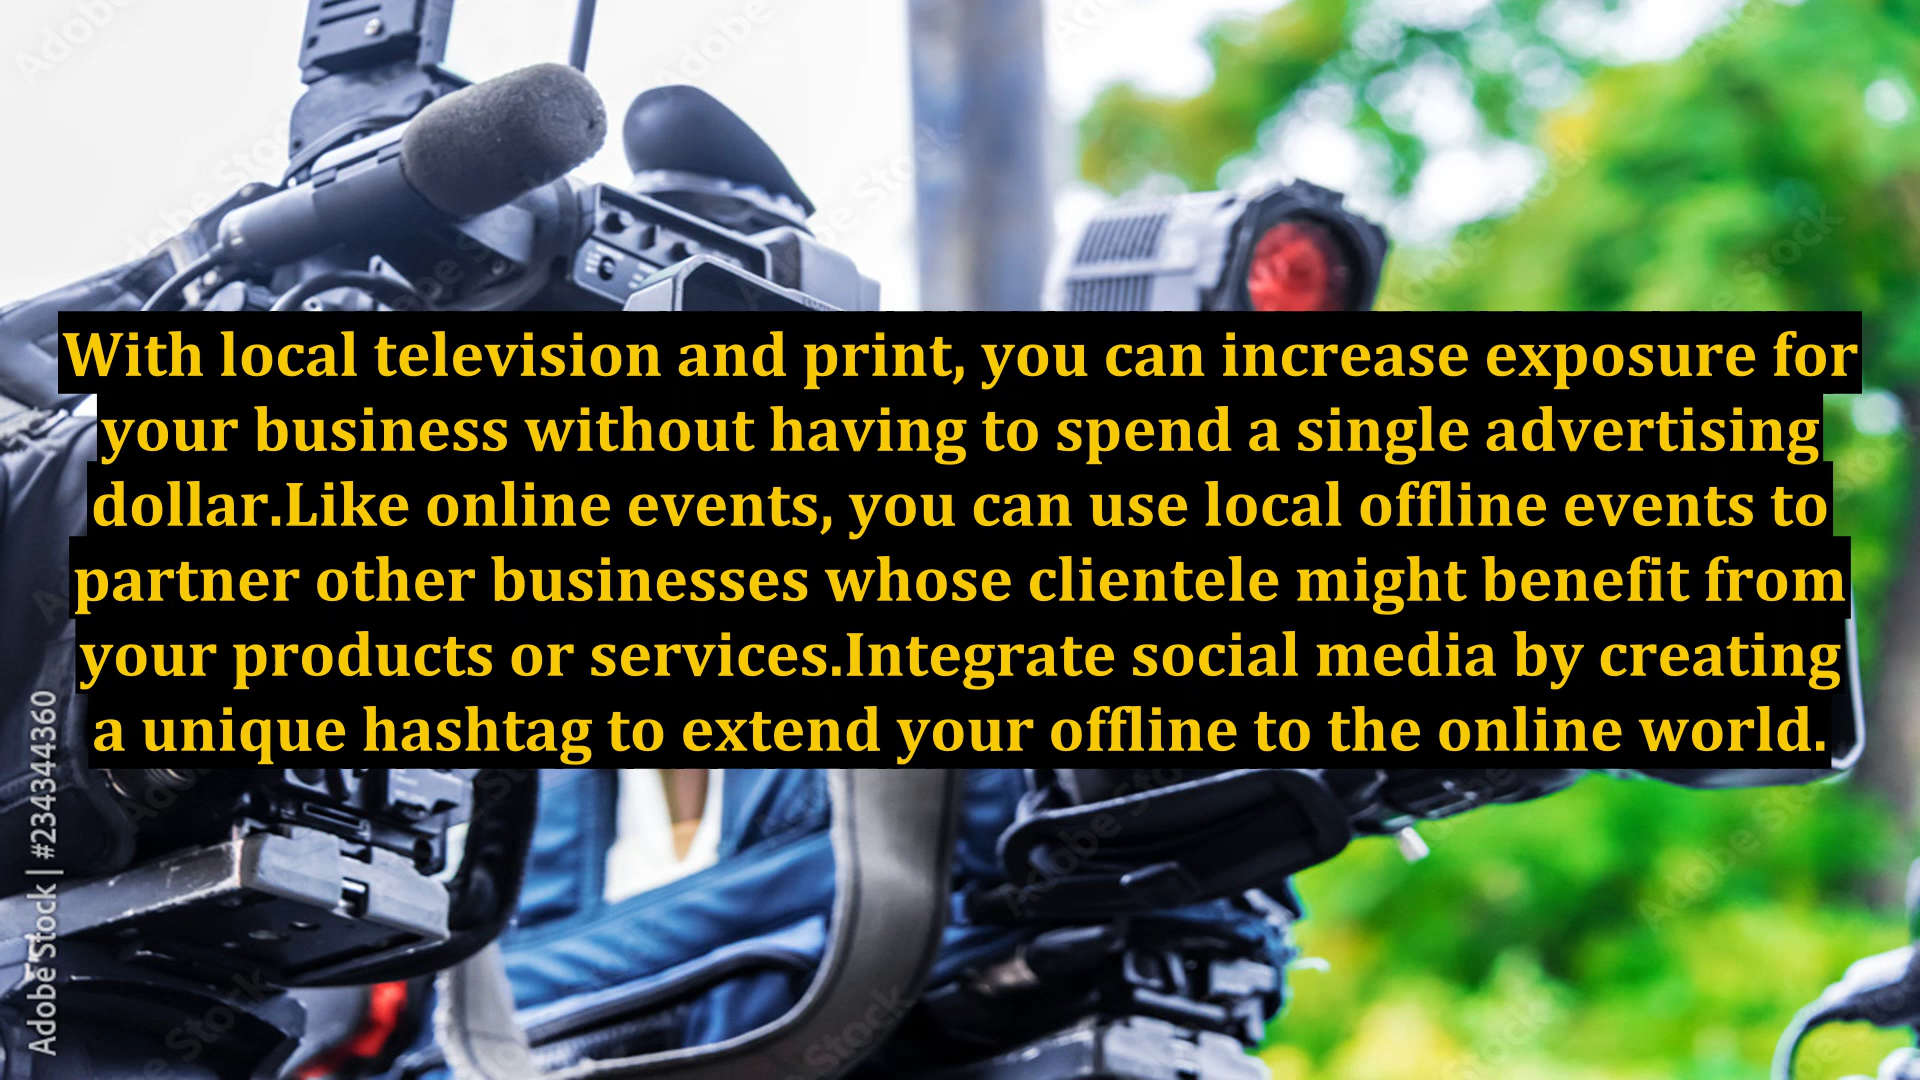 With local television and print, you can increase exposure for
your business without having to spend a single advertising
dollar.Like online events, you can use local offline events to
partner other businesses whose clientele might benefit from
your products or services.Integrate social media by creating
a unique hashtag to extend your offline to the online world.
Adobe Stock | #234344360
Adobe Stock